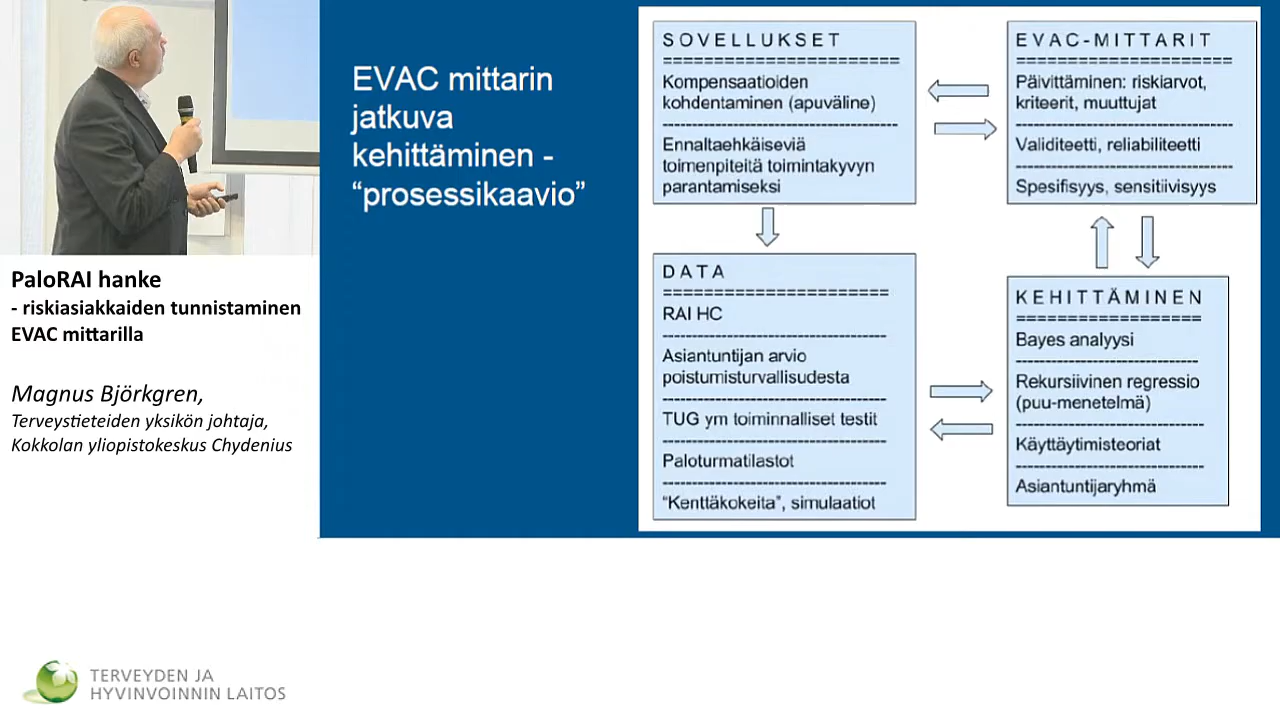 EVAC mittarin
jatkuva
kehittäminen -
“prosessikaavio”
SOVELLUKSET
======================
Kompensaatioiden
kohdentaminen (apuväline)
-----------------------------------------
Ennaltaehkäiseviä
toimenpiteitä toimintakyvyn
parantamiseksi
EVAC-MITTARIT
====================
Päivittäminen: riskiarvot,
kriteerit, muuttujat
--------------------------------------
Validiteetti, reliabiliteetti
--------------------------------------
Spesifisyys, sensitiivisyys
DATA
=====================
RAI HC
---------------------------------------
Asiantuntijan arvio
poistumisturvallisudesta
---------------------------------------
TUG ym toiminnalliset testit
---------------------------------------
Paloturmatilastot
---------------------------------------
“Kenttäkokeita”, simulaatiot
KEHITTÄMINEN
=================
Bayes analyysi
--------------------------------
Rekursiivinen regressio
(puu-menetelmä)
---------------------------------
Käyttäytimisteoriat
---------------------------------
Asiantuntijaryhmä
PaloRAI hanke
- riskiasiakkaiden tunnistaminen
EVAC mittarilla
Magnus Björkgren,
Terveystieteiden yksikön johtaja,
Kokkolan yliopistokeskus Chydenius
TERVEYDEN JA
HYVINVOINNIN LAITOS